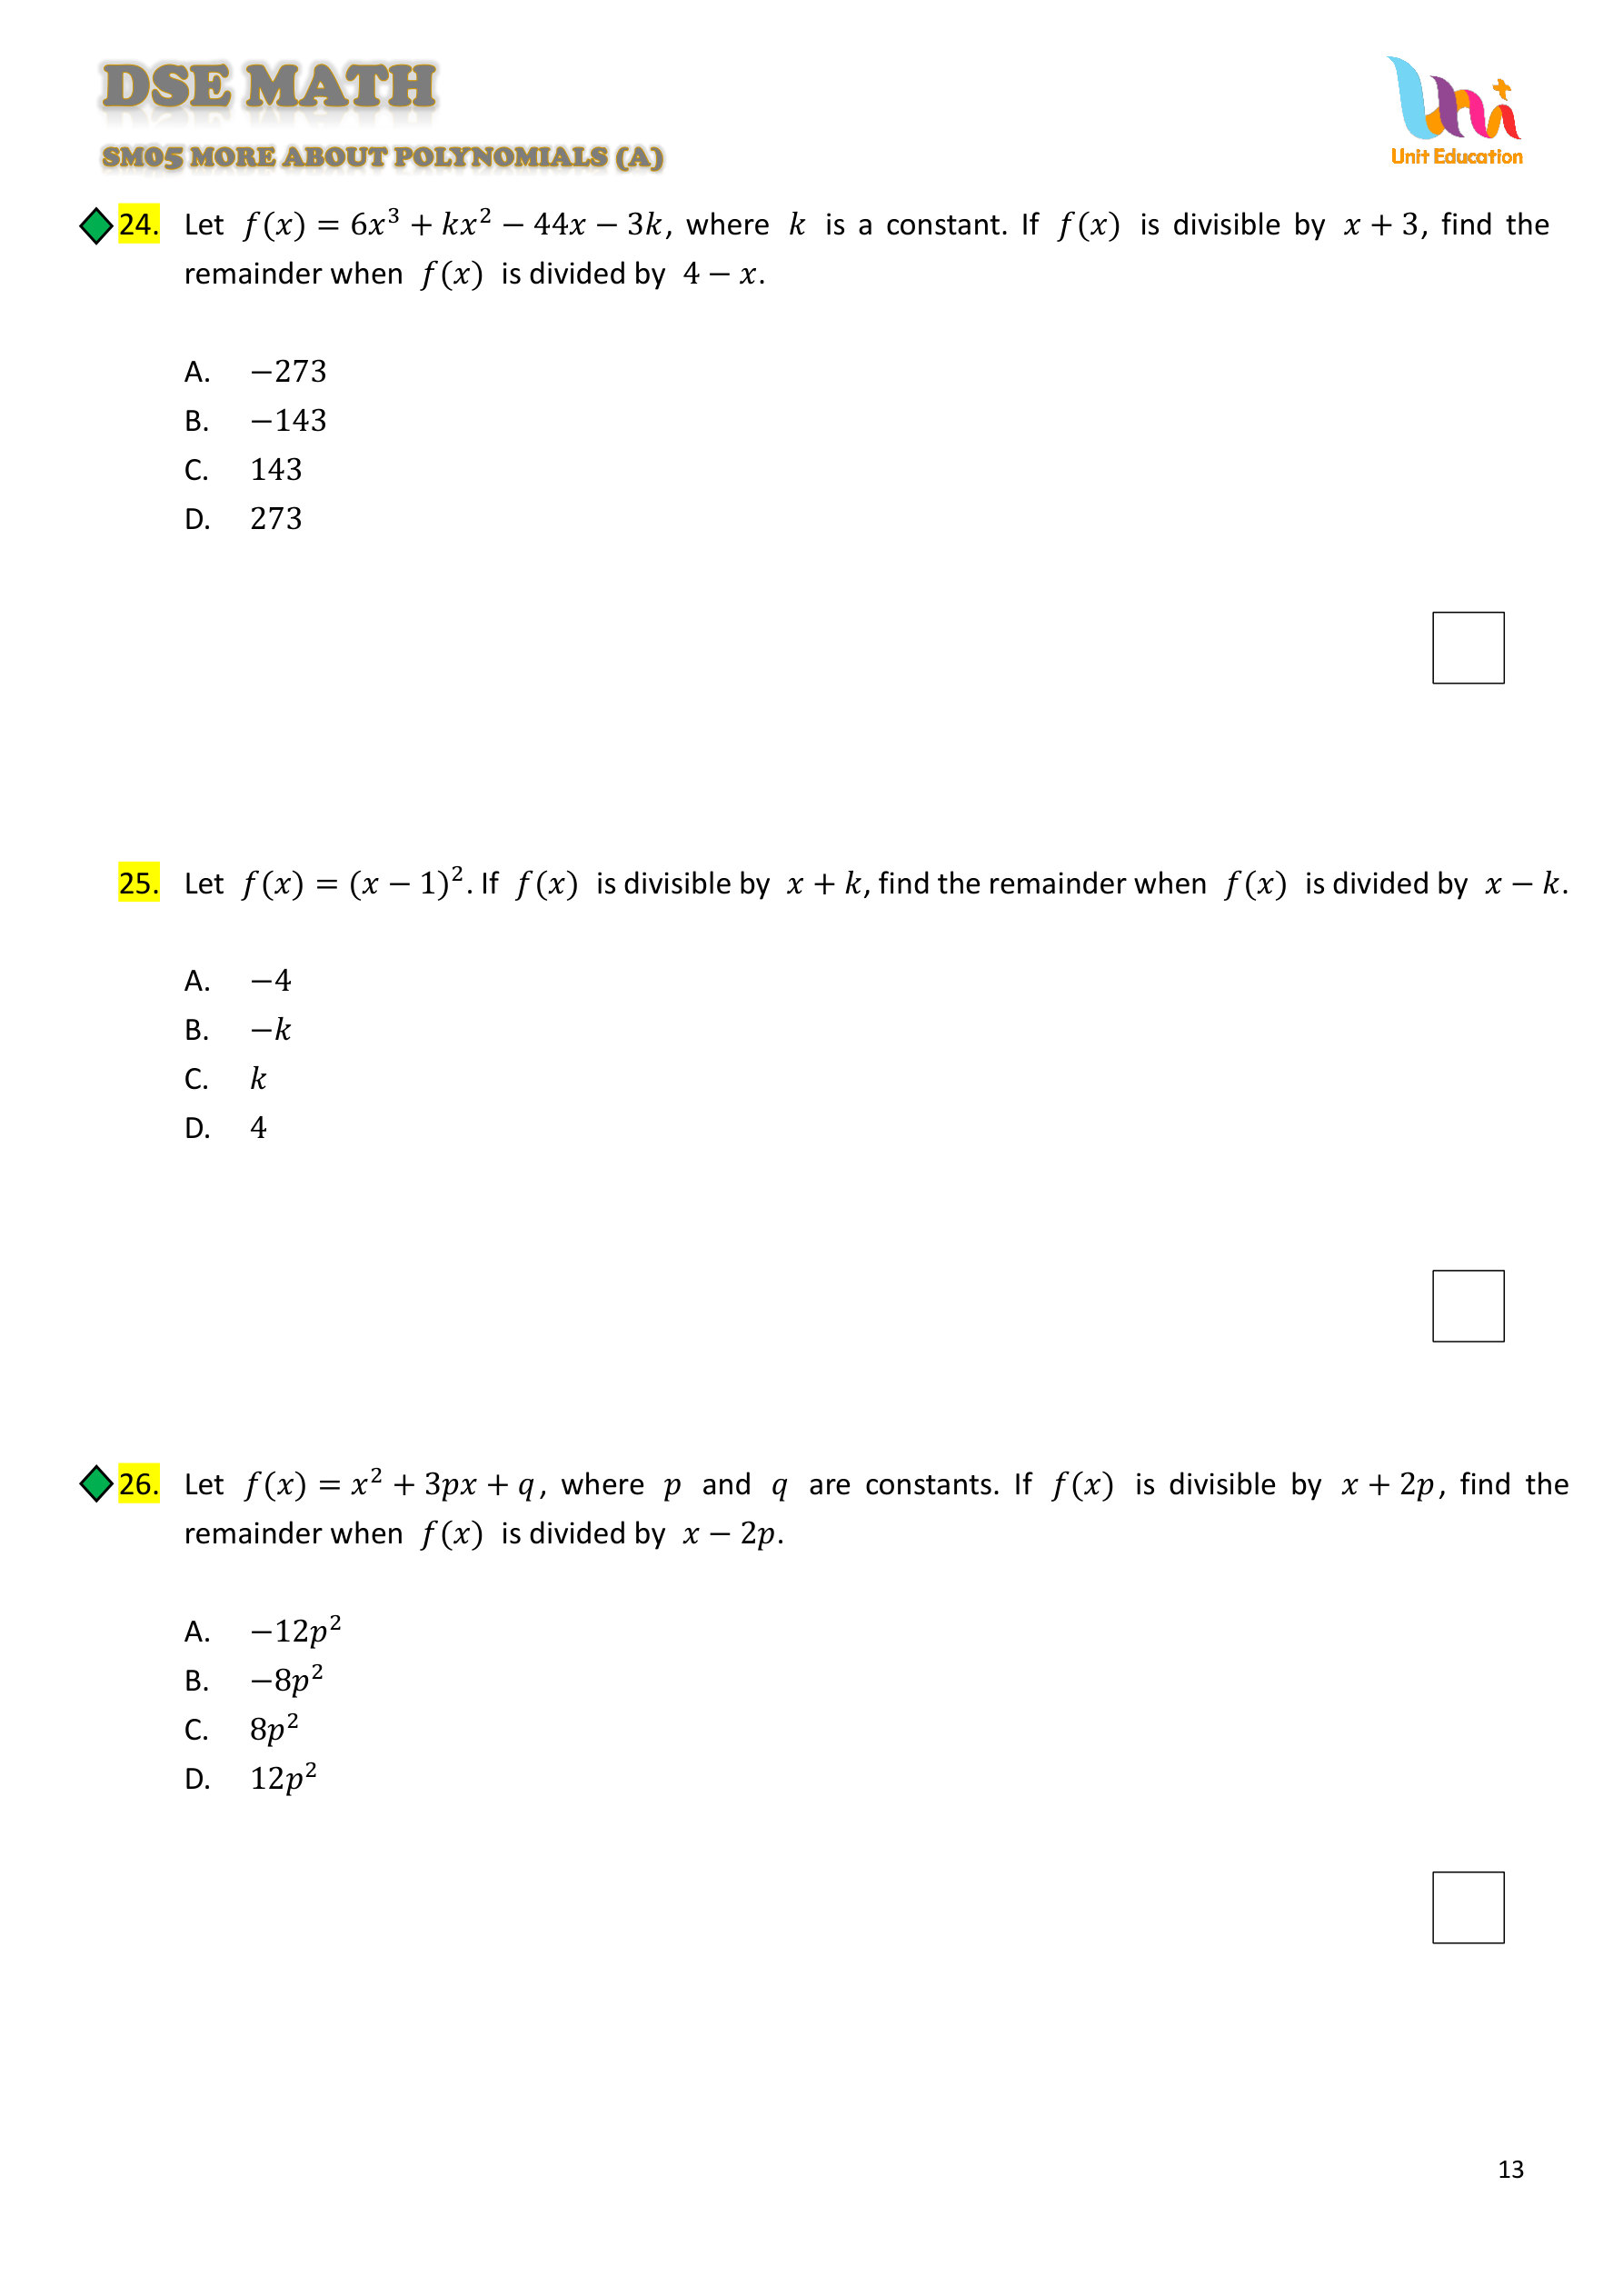 DSE MATH
Unit Education
SM05 MORE ABOUT POLYNOMIALS (A)
24. Let f(x) = 6x³ + kx² − 44x − 3k, where k is a constant. If f(x) is divisible by x + 3, find the
remainder when f(x) is divided by 4 − x.
A. −273
B. −143
C. 143
D. 273
25. Let f(x) = (x − 1)². If f(x) is divisible by x + k, find the remainder when f(x) is divided by x − k.
A. −4
B. −k
C. k
D. 4
26. Let f(x) = x² + 3px + q, where p and q are constants. If f(x) is divisible by x + 2p, find the
remainder when f(x) is divided by x − 2p.
A. −12p²
B. −8p²
C. 8p²
D. 12p²
13